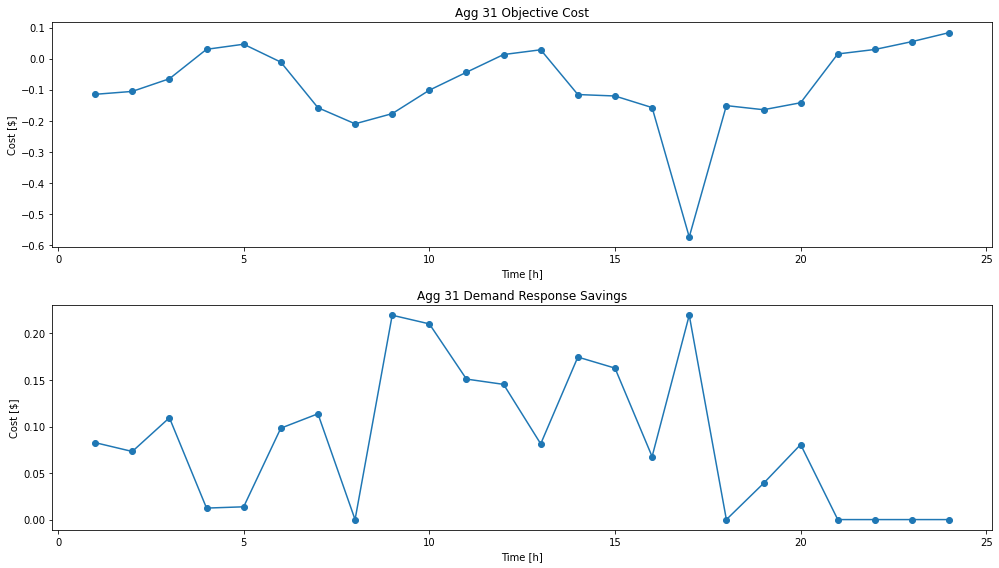 Agg 31 Objective Cost
Cost [$]
0.1
0.0
−0.1
−0.2
−0.3
−0.4
−0.5
−0.6
0 5 10 15 20 25
Time [h]
Agg 31 Demand Response Savings
Cost [$]
0.20
0.15
0.10
0.05
0.00
0 5 10 15 20 25
Time [h]